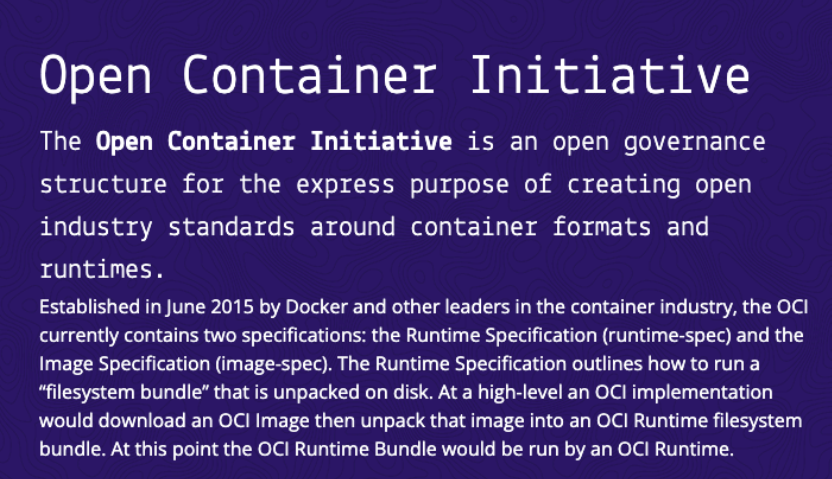 Open Container Initiative
The Open Container Initiative is an open governance
structure for the express purpose of creating open
industry standards around container formats and
runtimes.
Established in June 2015 by Docker and other leaders in the container industry, the OCI
currently contains two specifications: the Runtime Specification (runtime-spec) and the
Image Specification (image-spec). The Runtime Specification outlines how to run a
“filesystem bundle” that is unpacked on disk. At a high-level an OCI implementation
would download an OCI Image then unpack that image into an OCI Runtime filesystem
bundle. At this point the OCI Runtime Bundle would be run by an OCI Runtime.